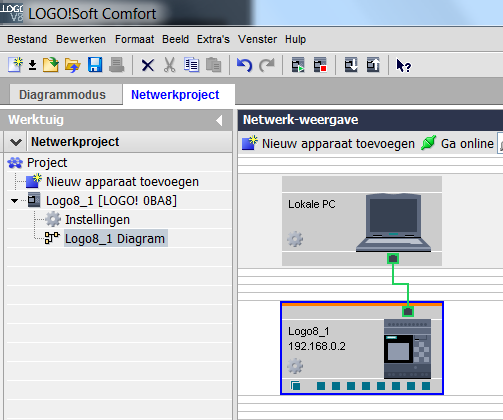 LOGO!Soft Comfort
Bestand Bewerken Formaat Beeld Extra's Venster Hulp
Diagrammodus Netwerkproject
Werktuig
Netwerkproject
Project
Nieuw apparaat toevoegen
Logo8_1 [LOGO! 0BA8]
Instellingen
Logo8_1 Diagram
Netwerk-weergave
Nieuw apparaat toevoegen Ga online
Lokale PC
Logo8_1
192.168.0.2